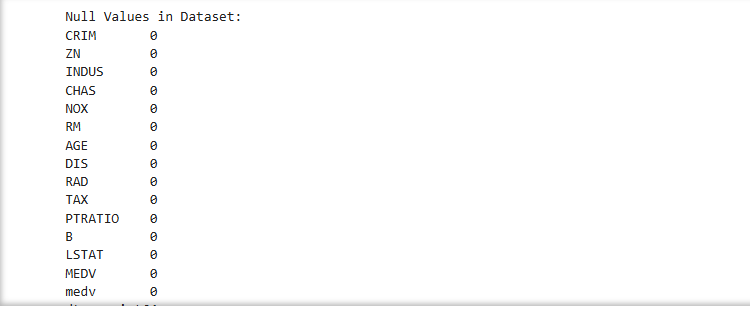 Null Values in Dataset:
CRIM 0
ZN 0
INDUS 0
CHAS 0
NOX 0
RM 0
AGE 0
DIS 0
RAD 0
TAX 0
PTRATIO 0
B 0
LSTAT 0
MEDV 0
medv 0